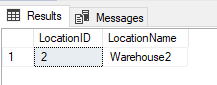 Results Messages
LocationID LocationName
1 2 Warehouse2